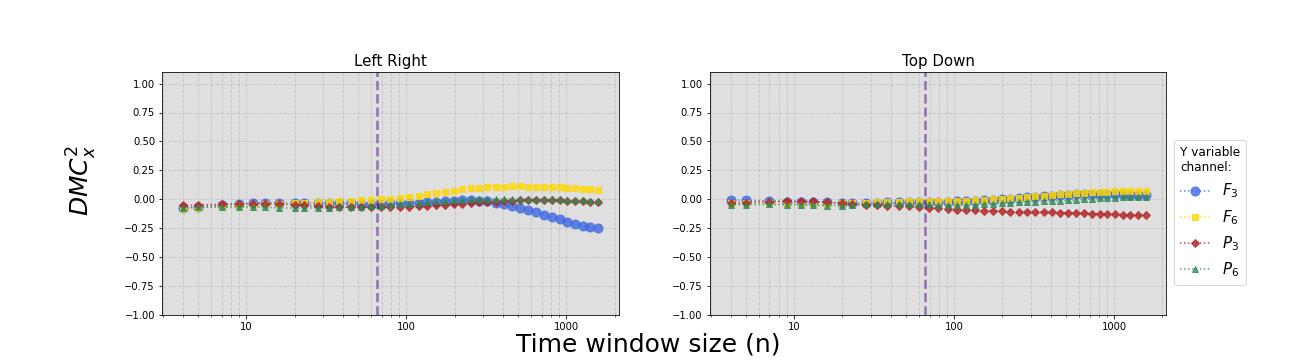 Left Right
Top Down
1.00
0.75
0.50
0.25
0.00
−0.25
−0.50
−0.75
−1.00
10
100
1000
1.00
0.75
0.50
0.25
0.00
−0.25
−0.50
−0.75
−1.00
10
100
1000
DMC²ₓ
Time window size (n)
Y variable
channel:
F₃
F₆
P₃
P₆